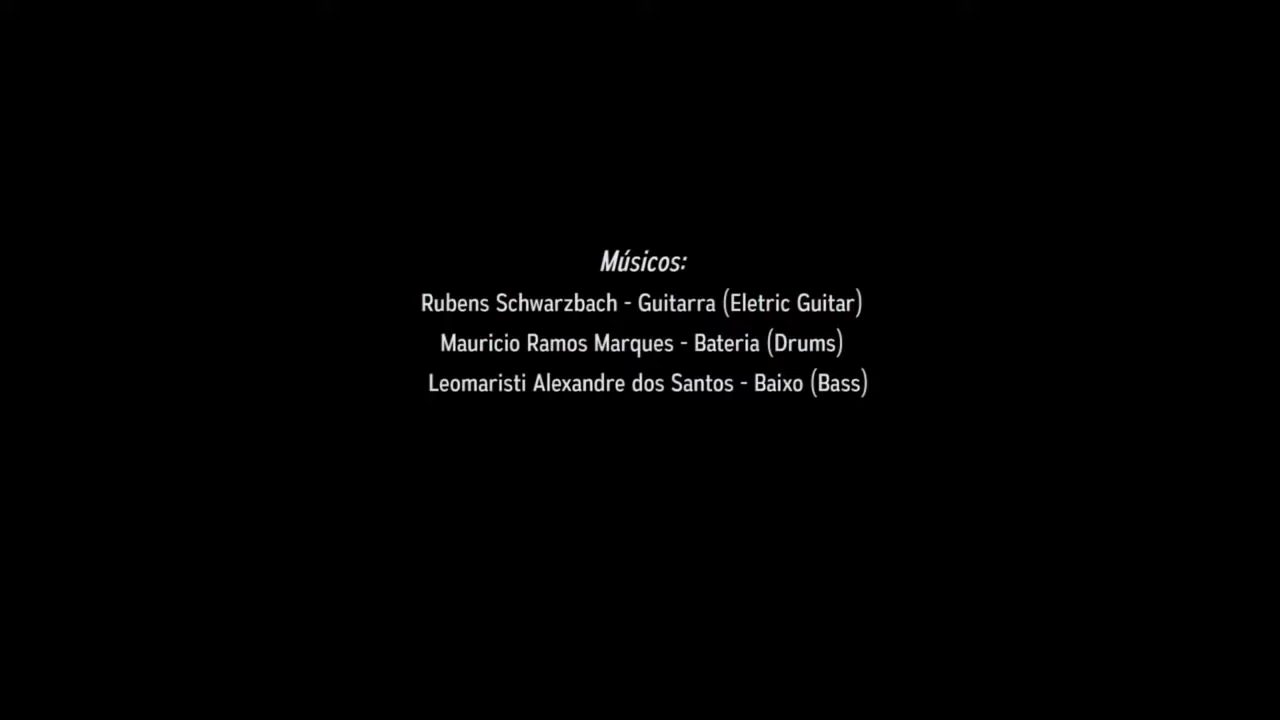 Músicos:
Rubens Schwarzbach - Guitarra (Eletric Guitar)
Mauricio Ramos Marques - Bateria (Drums)
Leomaristi Alexandre dos Santos - Baixo (Bass)